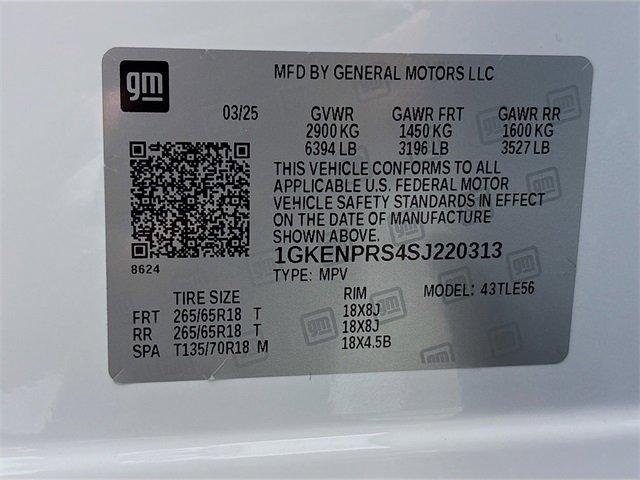 gm
MFD BY GENERAL MOTORS LLC
03/25 GVWR GAWR FRT GAWR RR
2900 KG 1450 KG 1600 KG
6394 LB 3196 LB 3527 LB
THIS VEHICLE CONFORMS TO ALL
APPLICABLE U.S. FEDERAL MOTOR
VEHICLE SAFETY STANDARDS IN EFFECT
ON THE DATE OF MANUFACTURE
SHOWN ABOVE.
8624
1GKENPRS4SJ220313
TYPE: MPV MODEL: 43TLE56
TIRE SIZE RIM
FRT 265/65R18 T 18X8J
RR 265/65R18 T 18X8J
SPA T135/70R18 M 18X4.5B